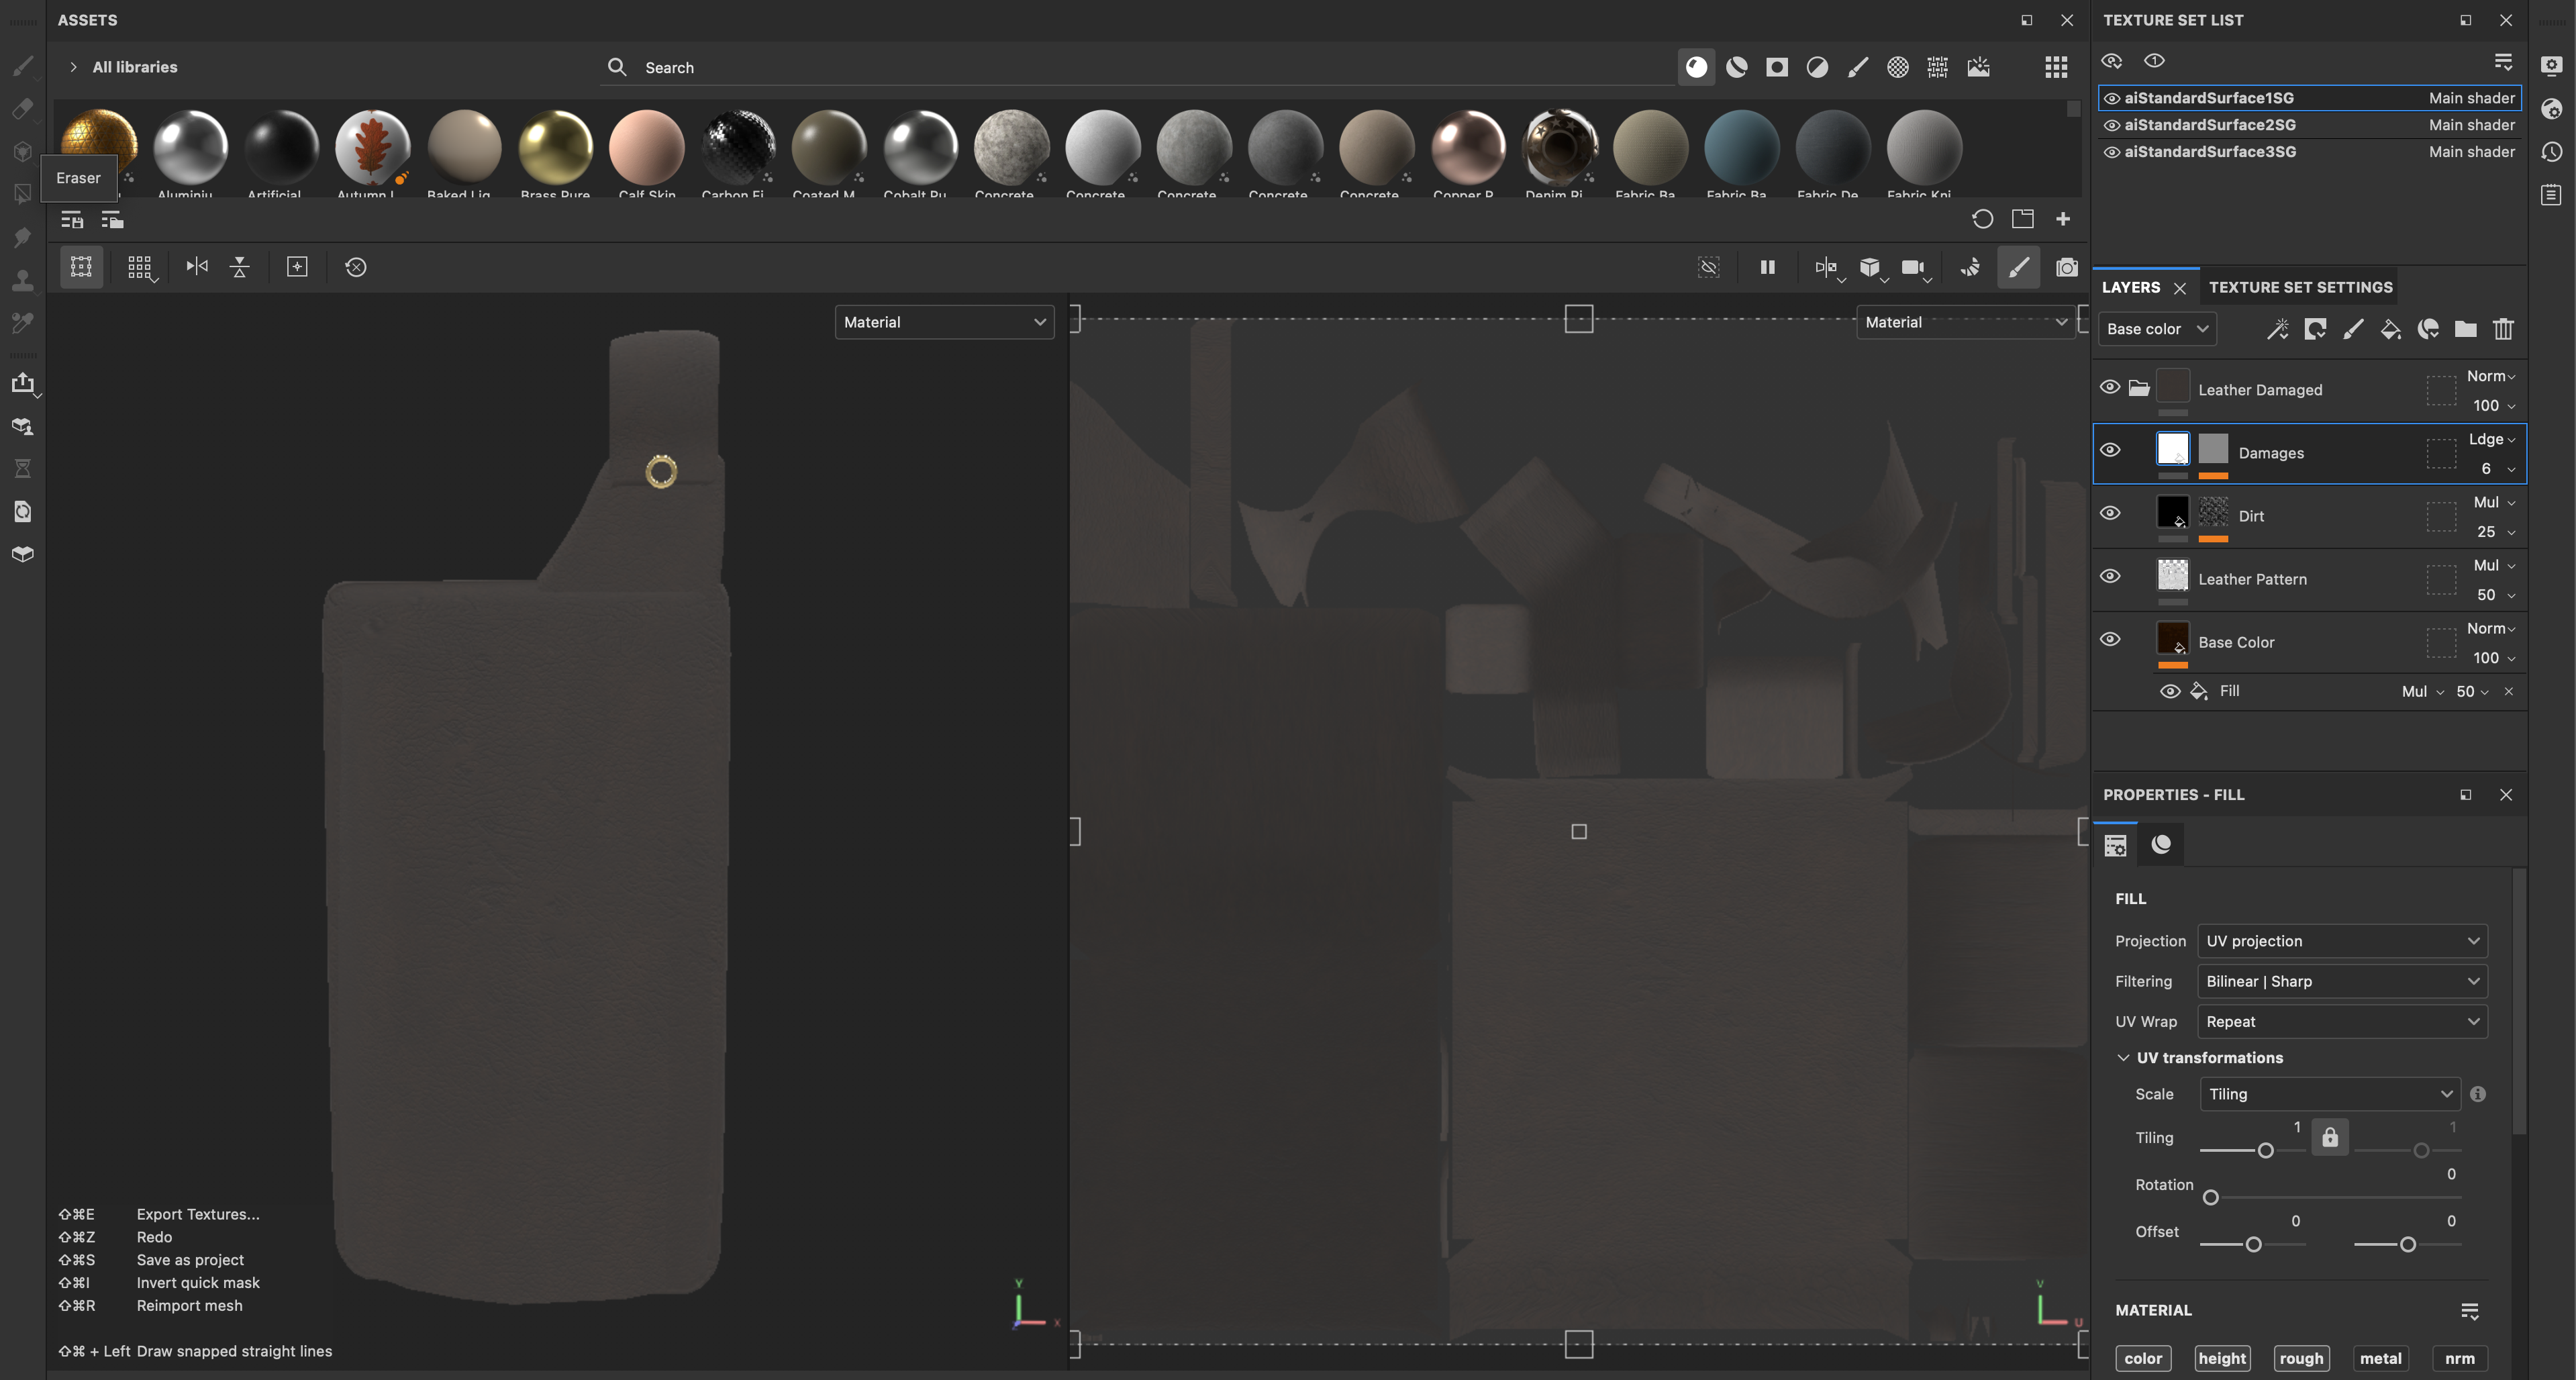 ASSETS
All libraries
Search
Aluminiu...
Artificial...
Autumn L...
Baked Lig...
Brass Pure
Calf Skin
Carbon Fi...
Coated M...
Cobalt Pu...
Concrete...
Concrete...
Concrete...
Concrete...
Concrete...
Copper P...
Denim Ri...
Fabric Ba...
Fabric Ba...
Fabric De...
Fabric Kni...
Eraser
Material
Material
⇧⌘E Export Textures...
⇧⌘Z Redo
⇧⌘S Save as project
⇧⌘I Invert quick mask
⇧⌘R Reimport mesh
⇧⌘ + Left Draw snapped straight lines
Y
X
Z
V
U
TEXTURE SET LIST
1
aiStandardSurface1SG Main shader
aiStandardSurface2SG Main shader
aiStandardSurface3SG Main shader
LAYERS TEXTURE SET SETTINGS
Base color
Leather Damaged Norm 100
Damages Ldge 6
Dirt Mul 25
Leather Pattern Mul 50
Base Color Norm 100
Fill Mul 50
PROPERTIES - FILL
FILL
Projection UV projection
Filtering Bilinear | Sharp
UV Wrap Repeat
UV transformations
Scale Tiling
Tiling 1 1
Rotation 0
Offset 0 0
MATERIAL
color height rough metal nrm